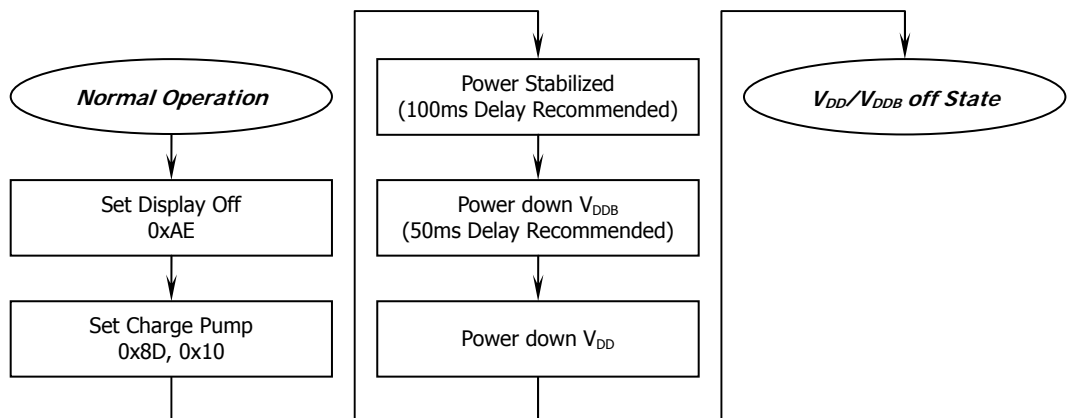 Normal Operation
Set Display Off
0xAE
Set Charge Pump
0x8D, 0x10
Power Stabilized
(100ms Delay Recommended)
Power down VDDB
(50ms Delay Recommended)
Power down VDD
VDD/VDDB off State